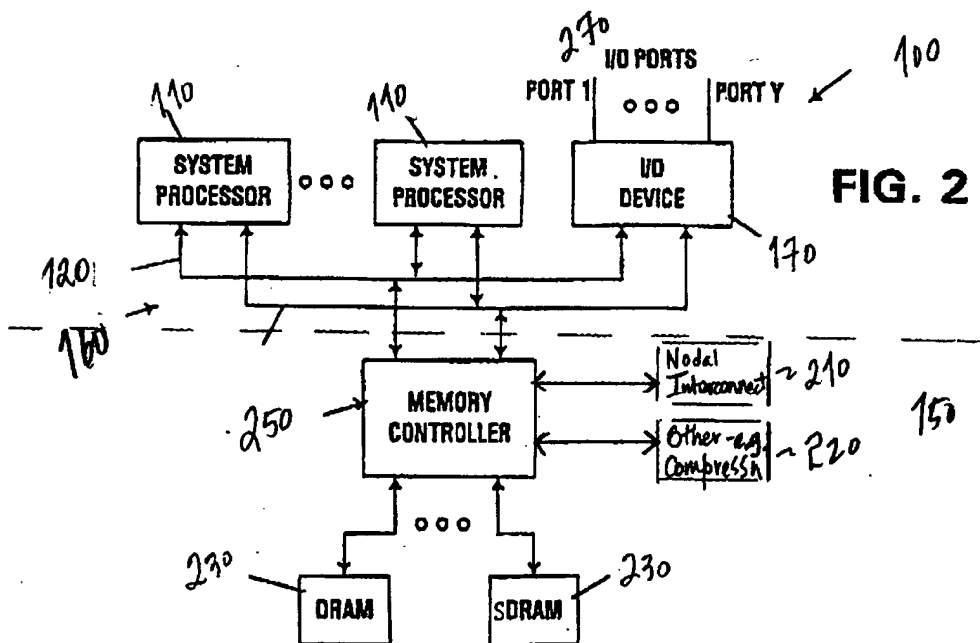 270
I/O PORTS
PORT 1
PORT Y
100
110
110
SYSTEM
PROCESSOR
SYSTEM
PROCESSOR
I/O
DEVICE
FIG. 2
170
120
160
250
MEMORY
CONTROLLER
Nodal
Interconnect
~ 210
150
Other-e.g.
Compressn
~ 220
230
DRAM
SDRAM
230